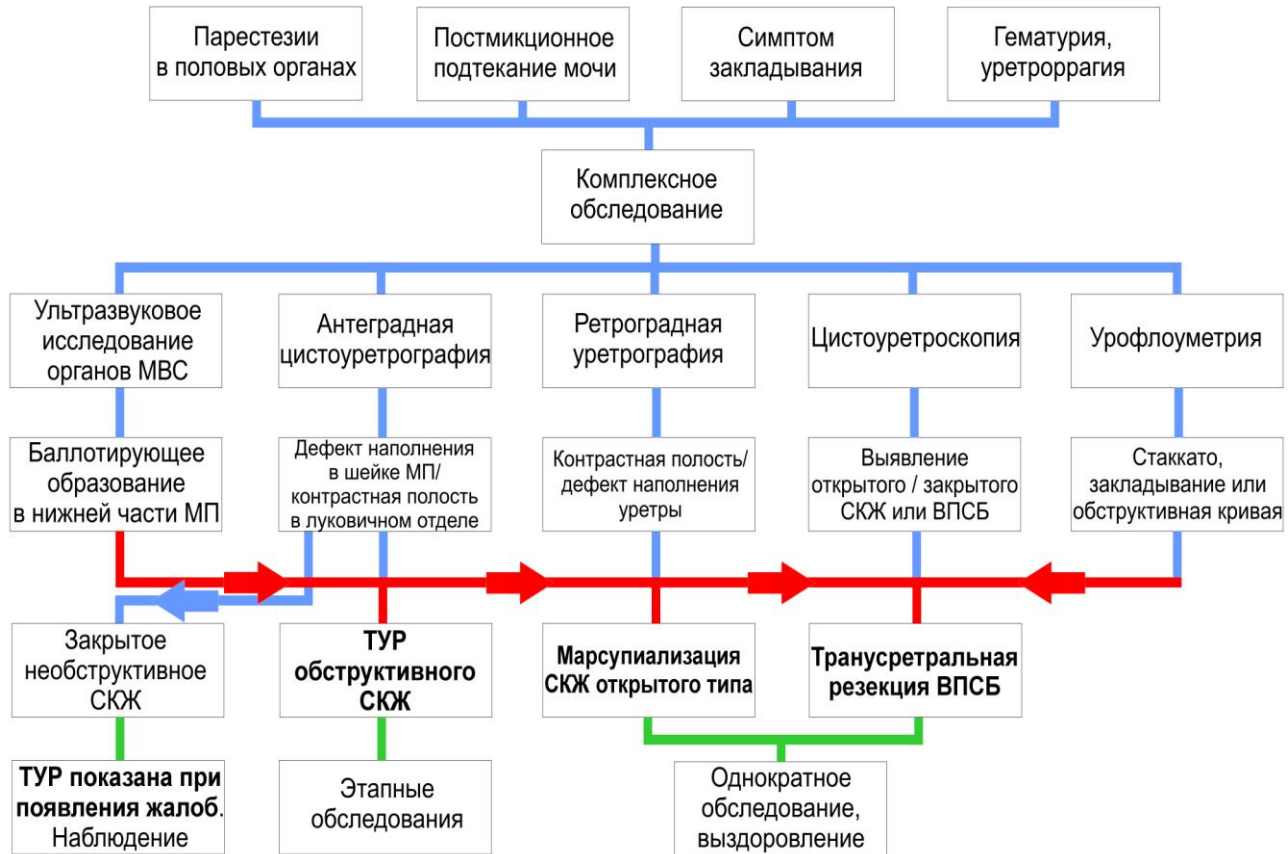 Парестезии
в половых органах
Постмикционное
подтекание мочи
Симптом
закладывания
Гематурия,
уретроррагия
Комплексное
обследование
Ультразвуковое
исследование
органов МВС
Антеградная
цистоуретрография
Ретроградная
уретрография
Цистоуретроскопия
Урофлоуметрия
Баллотирующее
образование
в нижней части МП
Дефект наполнения
в шейке МП/
контрастная полость
в луковичном отделе
Контрастная полость/
дефект наполнения
уретры
Выявление
открытого / закрытого
СКЖ или ВПСБ
Стаккато,
закладывание или
обструктивная кривая
Закрытое
необструктивное
СКЖ
ТУР
обструктивного
СКЖ
Марсупиализация
СКЖ открытого типа
Транусретральная
резекция ВПСБ
ТУР показана при
появления жалоб.
Наблюдение
Этапные
обследования
Однократное
обследование,
выздоровление